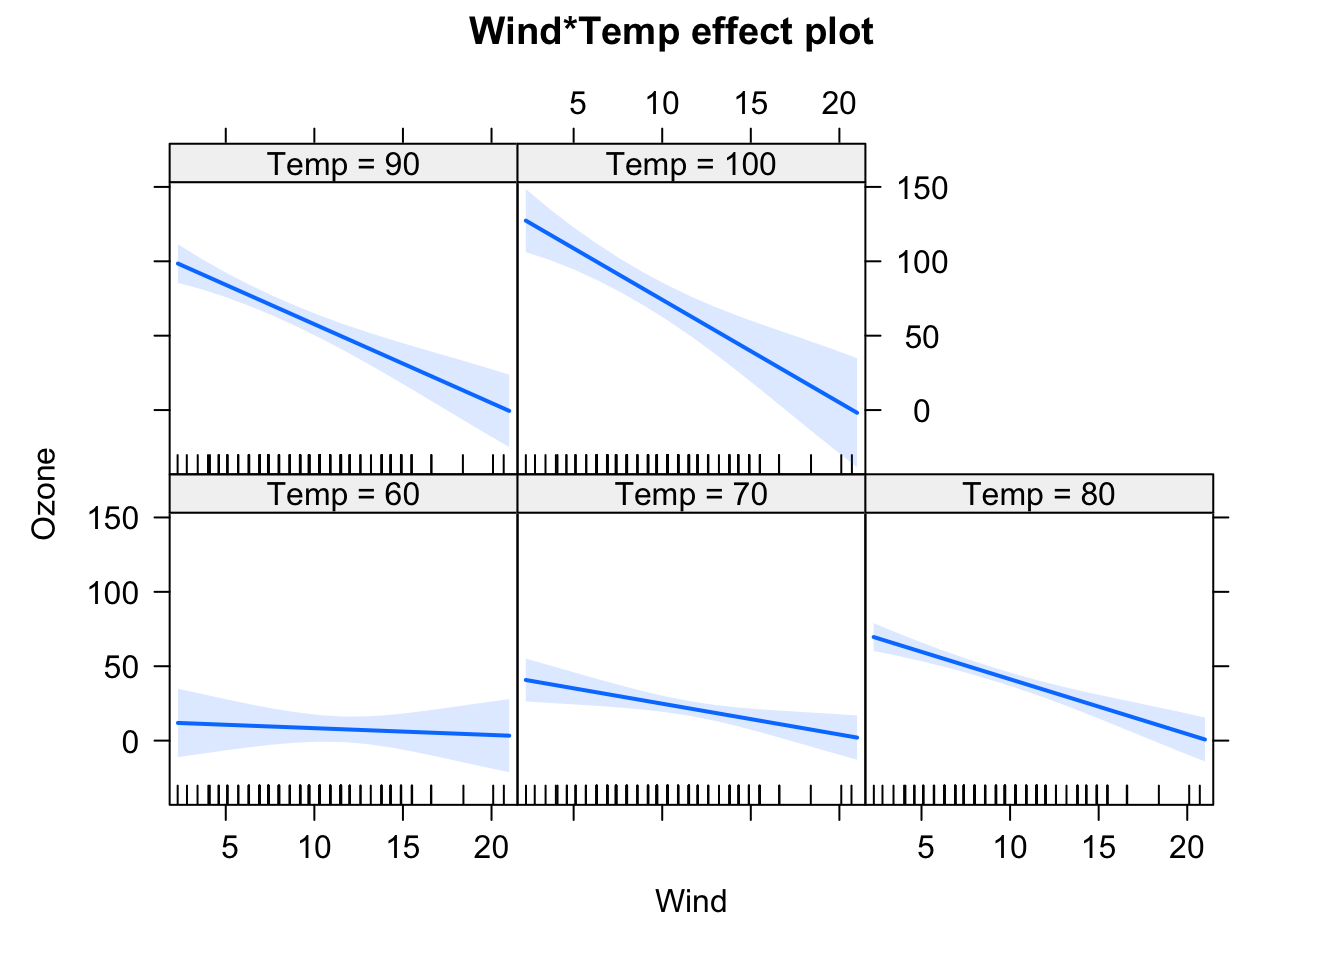 Wind*Temp effect plot
5 10 15 20
Temp = 90 Temp = 100
150
100
50
0
Ozone
Temp = 60 Temp = 70 Temp = 80
150
100
50
0
5 10 15 20 5 10 15 20
Wind